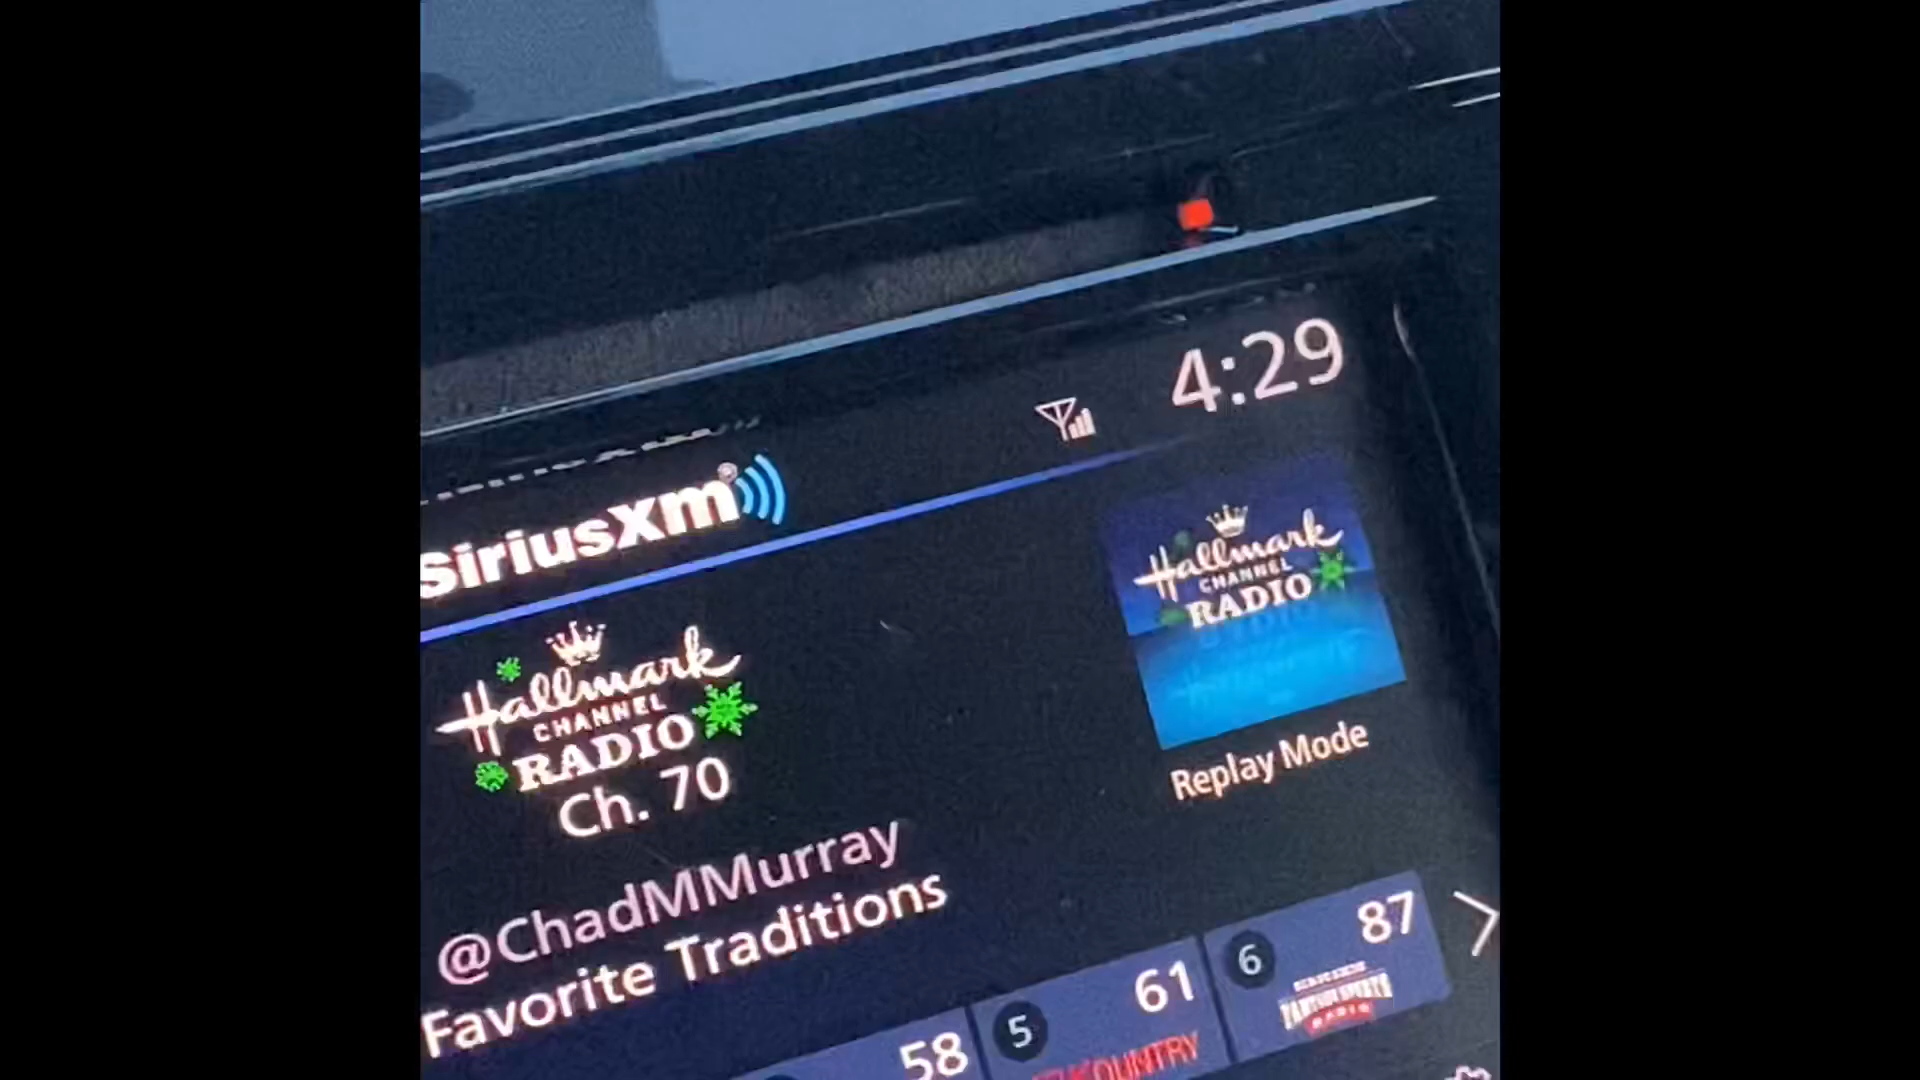 4:29
SiriusXm
Hallmark
CHANNEL
RADIO
Ch. 70
Hallmark
CHANNEL
RADIO
Replay Mode
@ChadMMurray
Favorite Traditions
58
5 61
6 87
RADIO